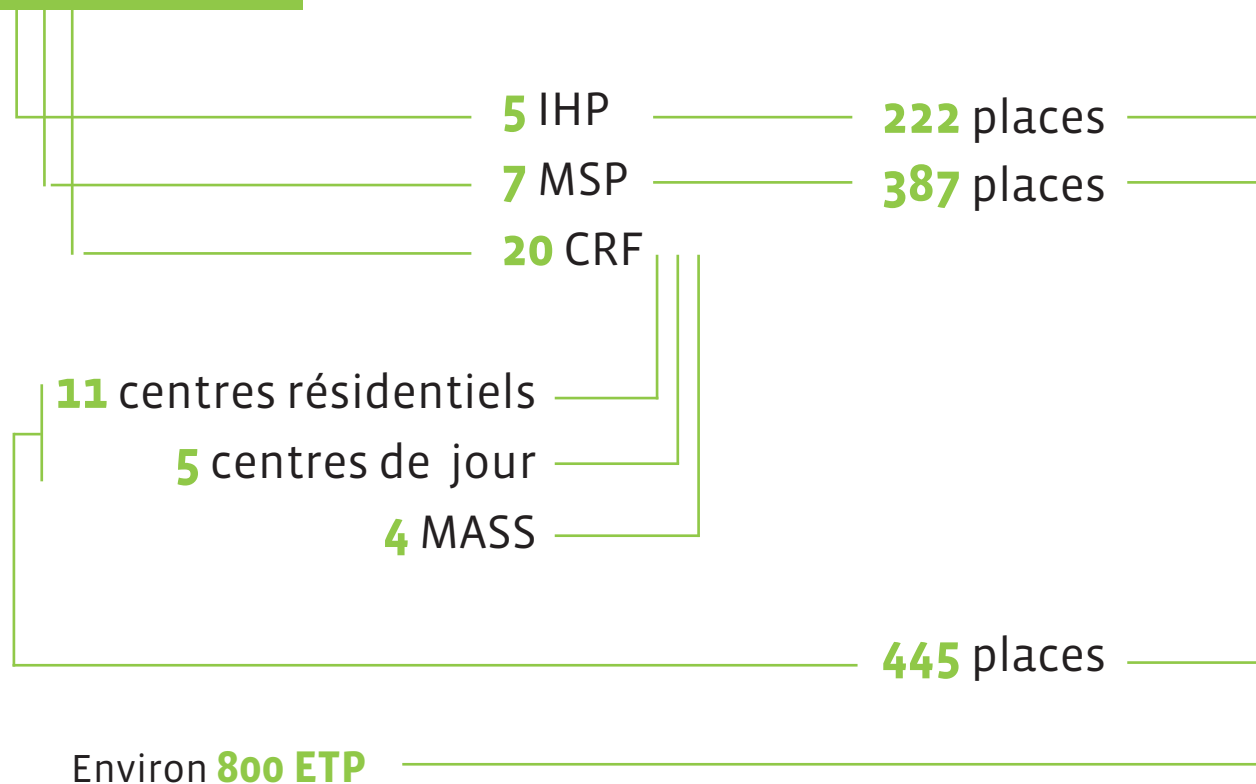 5 IHP 222 places
7 MSP 387 places
20 CRF
11 centres résidentiels
5 centres de jour
4 MASS
445 places
Environ 800 ETP